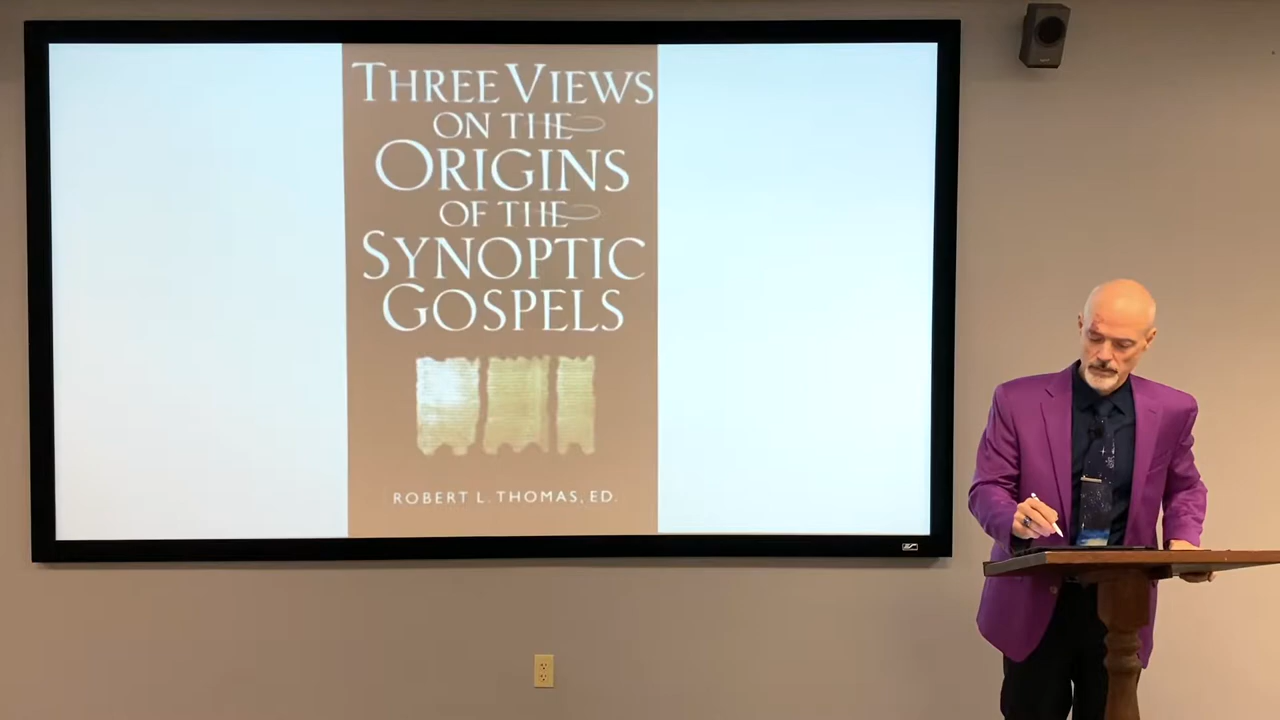 THREE VIEWS
ON THE
ORIGINS
OF THE
SYNOPTIC
GOSPELS
ROBERT L. THOMAS, ED.